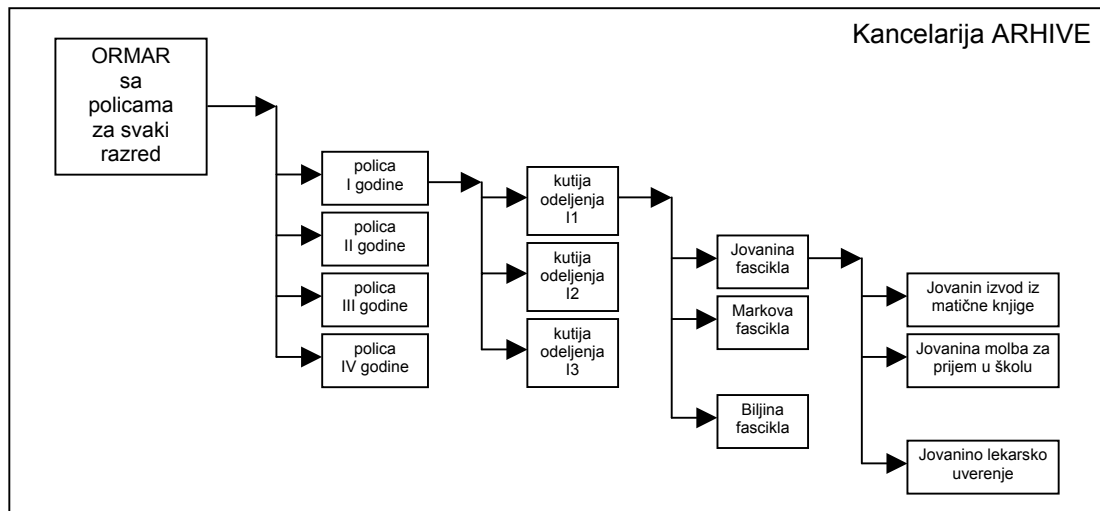 Kancelarija ARHIVE
ORMAR
sa
policama
za svaki
razred
polica
I godine
polica
II godine
polica
III godine
polica
IV godine
kutija
odeljenja
I1
kutija
odeljenja
I2
kutija
odeljenja
I3
Jovanina
fascikla
Markova
fascikla
Biljina
fascikla
Jovanin izvod iz
matične knjige
Jovanina molba za
prijem u školu
Jovanino lekarsko
uverenje